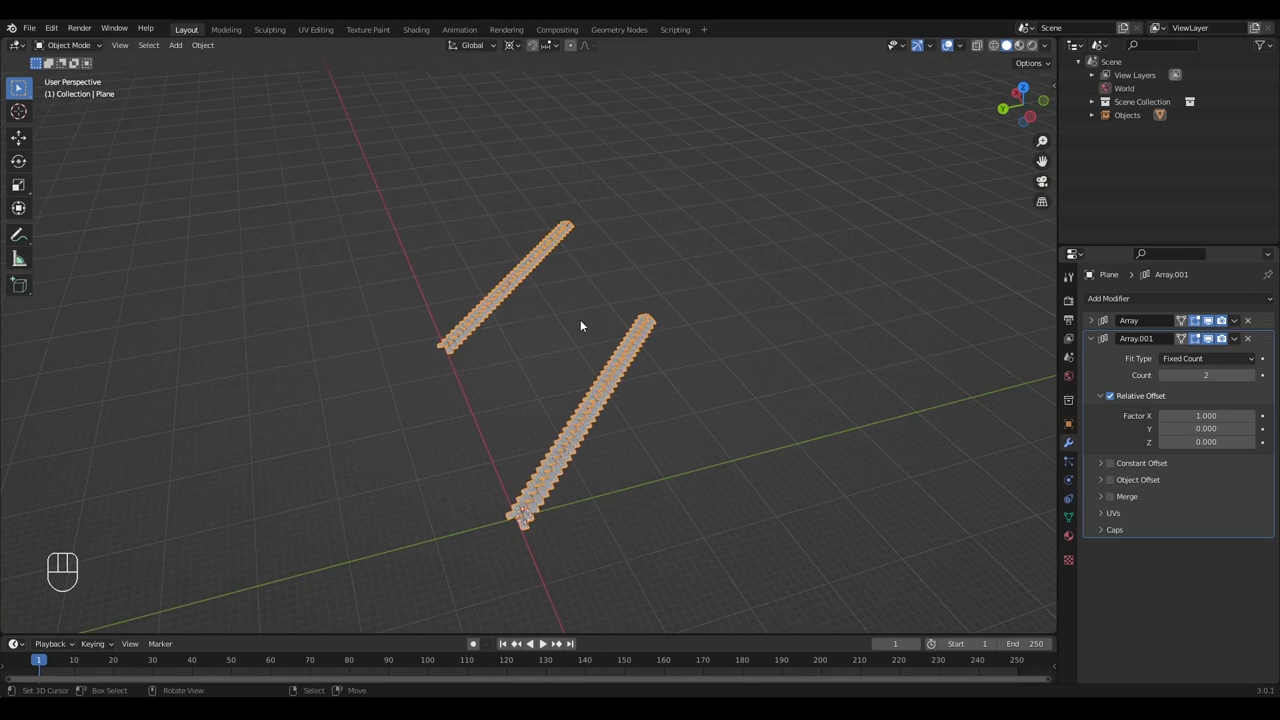 File Edit Render Window Help Layout Modeling Sculpting UV Editing Texture Paint Shading Animation Rendering Compositing Geometry Nodes Scripting + Scene ViewLayer
Object Mode View Select Add Object Global
Options
User Perspective
(1) Collection | Plane
Scene
View Layers
World
Scene Collection
Objects
Z
Y
X
Plane > Array.001
Add Modifier
Array
Array.001
Fit Type Fixed Count
Count 2
Relative Offset
Factor X 1.000
Y 0.000
Z 0.000
Constant Offset
Object Offset
Merge
UVs
Caps
Playback Keying View Marker 1 Start 1 End 250
1 10 20 30 40 50 60 70 80 90 100 110 120 130 140 150 160 170 180 190 200 210 220 230 240 250
Set 3D Cursor Box Select Rotate View Select Move 3.0.1